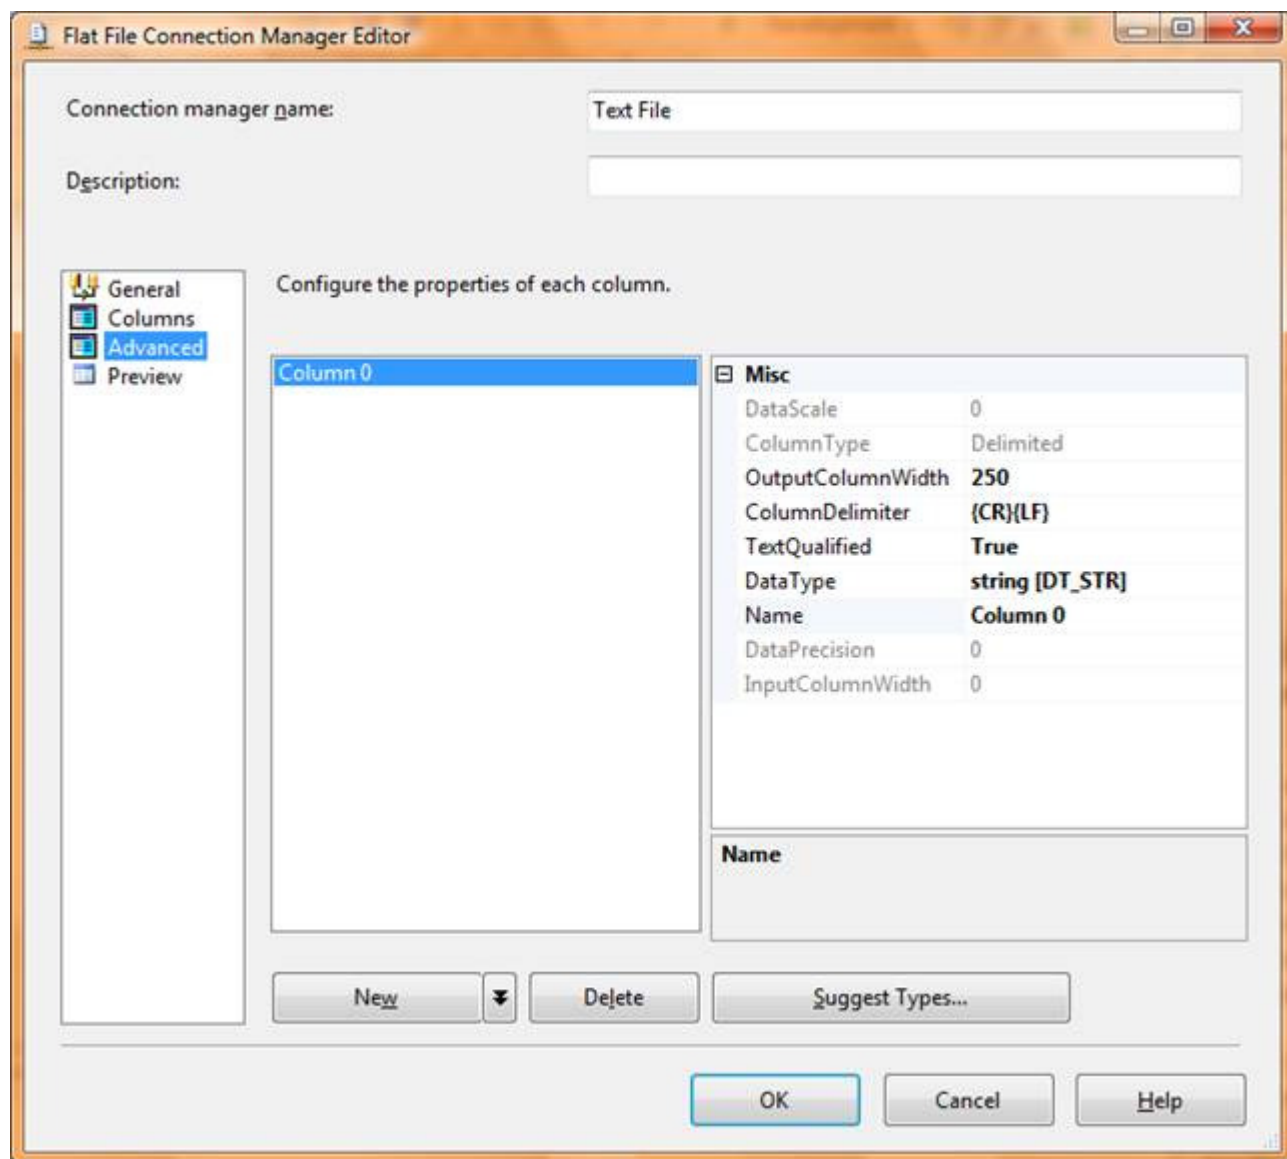 Flat File Connection Manager Editor
Connection manager name: Text File
Description:
General
Columns
Advanced
Preview
Configure the properties of each column.
Column 0
Misc
DataScale 0
ColumnType Delimited
OutputColumnWidth 250
ColumnDelimiter {CR}{LF}
TextQualified True
DataType string [DT_STR]
Name Column 0
DataPrecision 0
InputColumnWidth 0
Name
New Delete Suggest Types...
OK Cancel Help